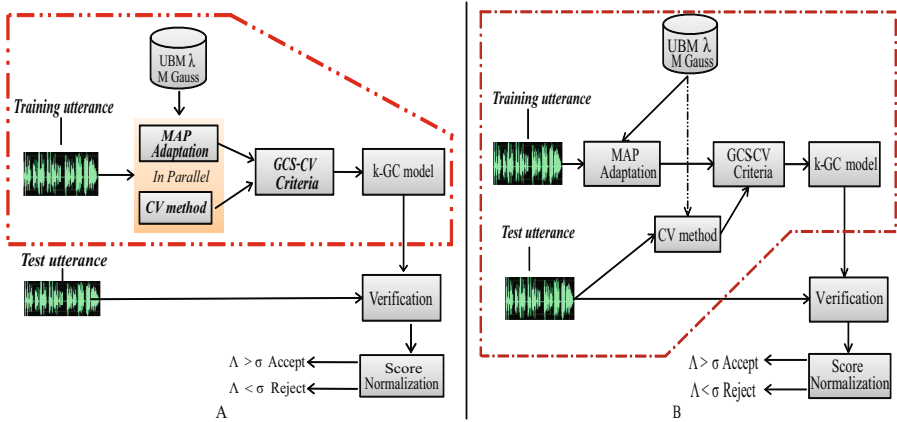 UBM λ
M Gauss
Training utterance
MAP
Adaptation
In Parallel
CV method
GCS-CV
Criteria
k-GC model
Test utterance
Verification
Score
Normalization
Λ > σ Accept
Λ < σ Reject
A
UBM λ
M Gauss
Training utterance
MAP
Adaptation
GCS-CV
Criteria
k-GC model
CV method
Test utterance
Verification
Score
Normalization
Λ > σ Accept
Λ < σ Reject
B